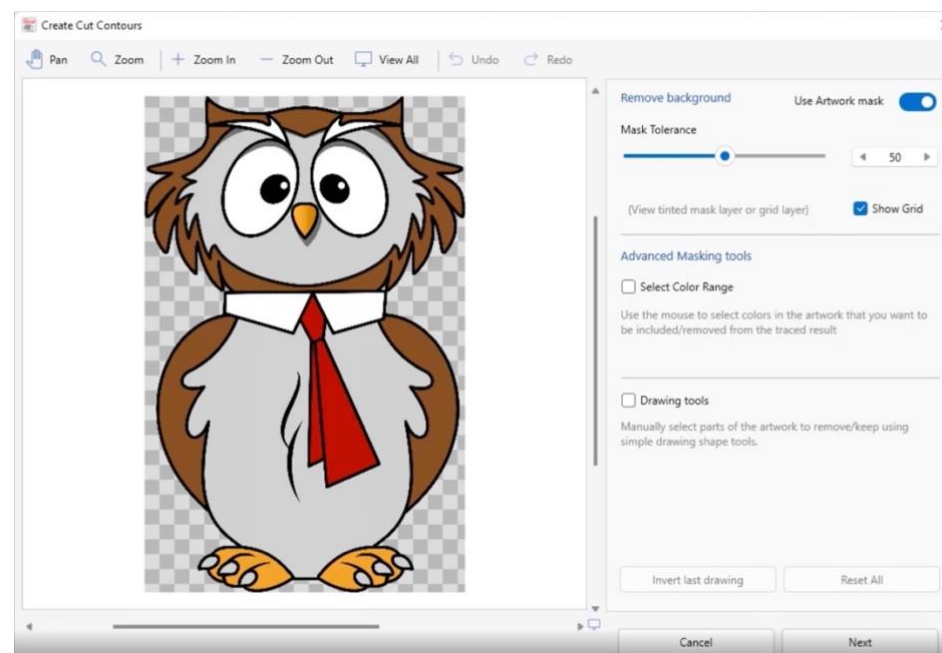 Create Cut Contours
Pan Zoom Zoom In Zoom Out View All Undo Redo
Remove background Use Artwork mask
Mask Tolerance
50
(View tinted mask layer or grid layer) Show Grid
Advanced Masking tools
Select Color Range
Use the mouse to select colors in the artwork that you want to
be included/removed from the traced result
Drawing tools
Manually select parts of the artwork to remove/keep using
simple drawing shape tools.
Invert last drawing Reset All
Cancel Next